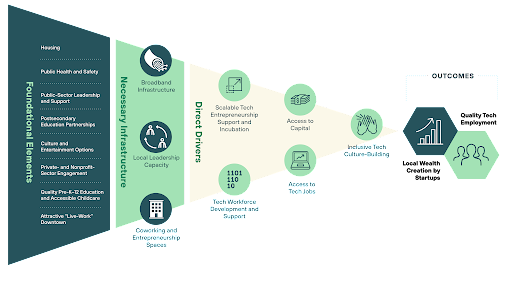 Foundational Elements
Housing
Public Health and Safety
Public-Sector Leadership
and Support
Postsecondary
Education Partnerships
Culture and
Entertainment Options
Private- and Nonprofit-
Sector Engagement
Quality Pre-K-12 Education
and Accessible Childcare
Attractive "Live-Work"
Downtown
Necessary Infrastructure
Broadband
Infrastructure
Local Leadership
Capacity
Coworking and
Entrepreneurship
Spaces
Direct Drivers
Scalable Tech
Entrepreneurship
Support and
Incubation
1101
110
10
Tech Workforce
Development and
Support
Access to
Capital
Access to
Tech Jobs
Inclusive Tech
Culture-Building
OUTCOMES
Quality Tech
Employment
Local Wealth
Creation by
Startups